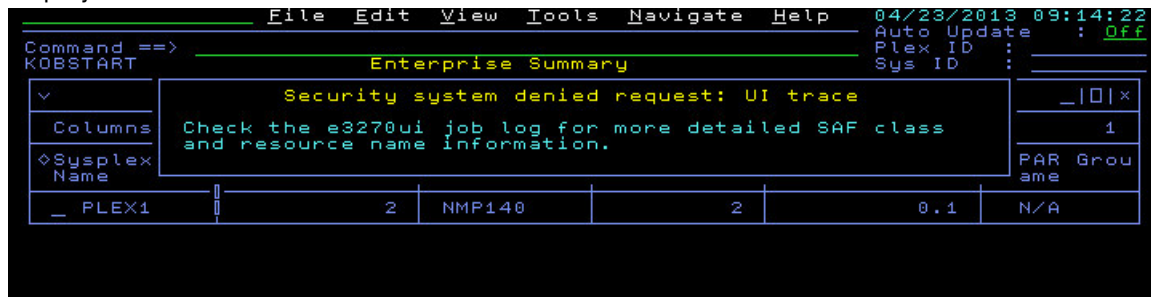 File Edit View Tools Navigate Help 04/23/2013 09:14:22
Auto Update : Off
Command ==> Plex ID :
KOBSTART Enterprise Summary Sys ID :
Security system denied request: UI trace _|□|×
Columns Check the e3270ui job log for more detailed SAF class 1
and resource name information.
◇Sysplex PAR Grou
Name ame
_ PLEX1 2 NMP140 2 0.1 N/A